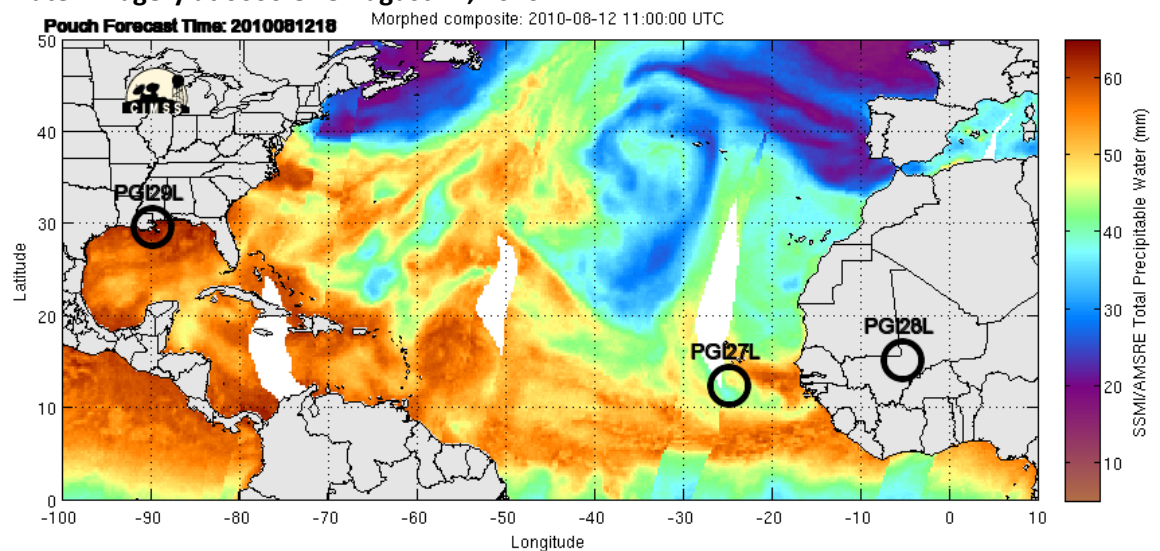 Pouch Forecast Time: 2010081218
Morphed composite: 2010-08-12 11:00:00 UTC
CIMSS
PGI29L
PGI28L
PGI27L
Latitude
50
40
30
20
10
0
-100 -90 -80 -70 -60 -50 -40 -30 -20 -10 0 10
Longitude
60
50
40
30
20
10
SSMI/AMSRE Total Precipitable Water (mm)